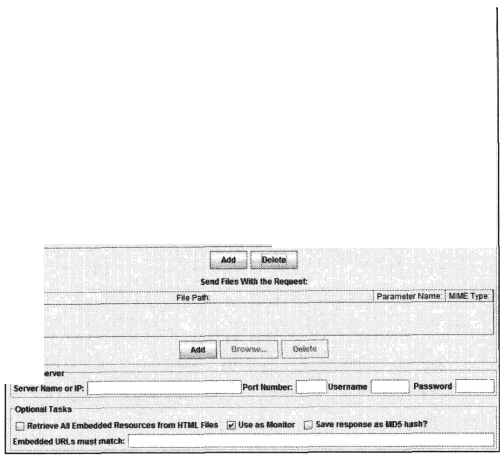 Add Delete
Send Files With the Request:
File Path: Parameter Name: MIME Type:
Add Browse... Delete
erver
Server Name or IP: Port Number: Username Password
Optional Tasks
Retrieve All Embedded Resources from HTML Files Use as Monitor Save response as MD5 hash?
Embedded URLs must match: